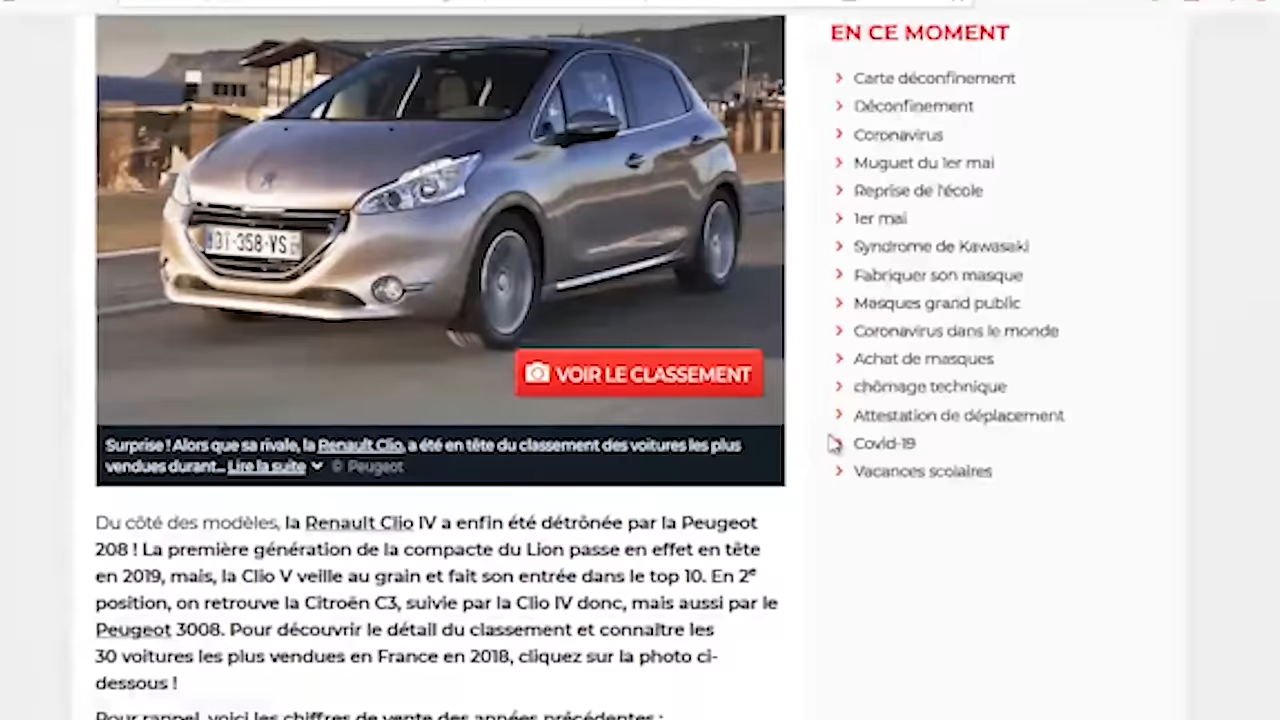 EN CE MOMENT
Carte déconfinement
Déconfinement
Coronavirus
Muguet du 1er mai
Reprise de l'école
1er mai
Syndrome de Kawasaki
Fabriquer son masque
Masques grand public
Coronavirus dans le monde
Achat de masques
chômage technique
Attestation de déplacement
Covid-19
Vacances scolaires
-358-VS
VOIR LE CLASSEMENT
Surprise ! Alors que sa rivale, la Renault Clio, a été en tête du classement des voitures les plus
vendues durant... Lire la suite © Peugeot
Du côté des modèles, la Renault Clio IV a enfin été détrônée par la Peugeot
208 ! La première génération de la compacte du Lion passe en effet en tête
en 2019, mais, la Clio V veille au grain et fait son entrée dans le top 10. En 2e
position, on retrouve la Citroën C3, suivie par la Clio IV donc, mais aussi par le
Peugeot 3008. Pour découvrir le détail du classement et connaître les
30 voitures les plus vendues en France en 2018, cliquez sur la photo ci-
dessous !
Pour rappel, voici les chiffres de vente des années précédentes :